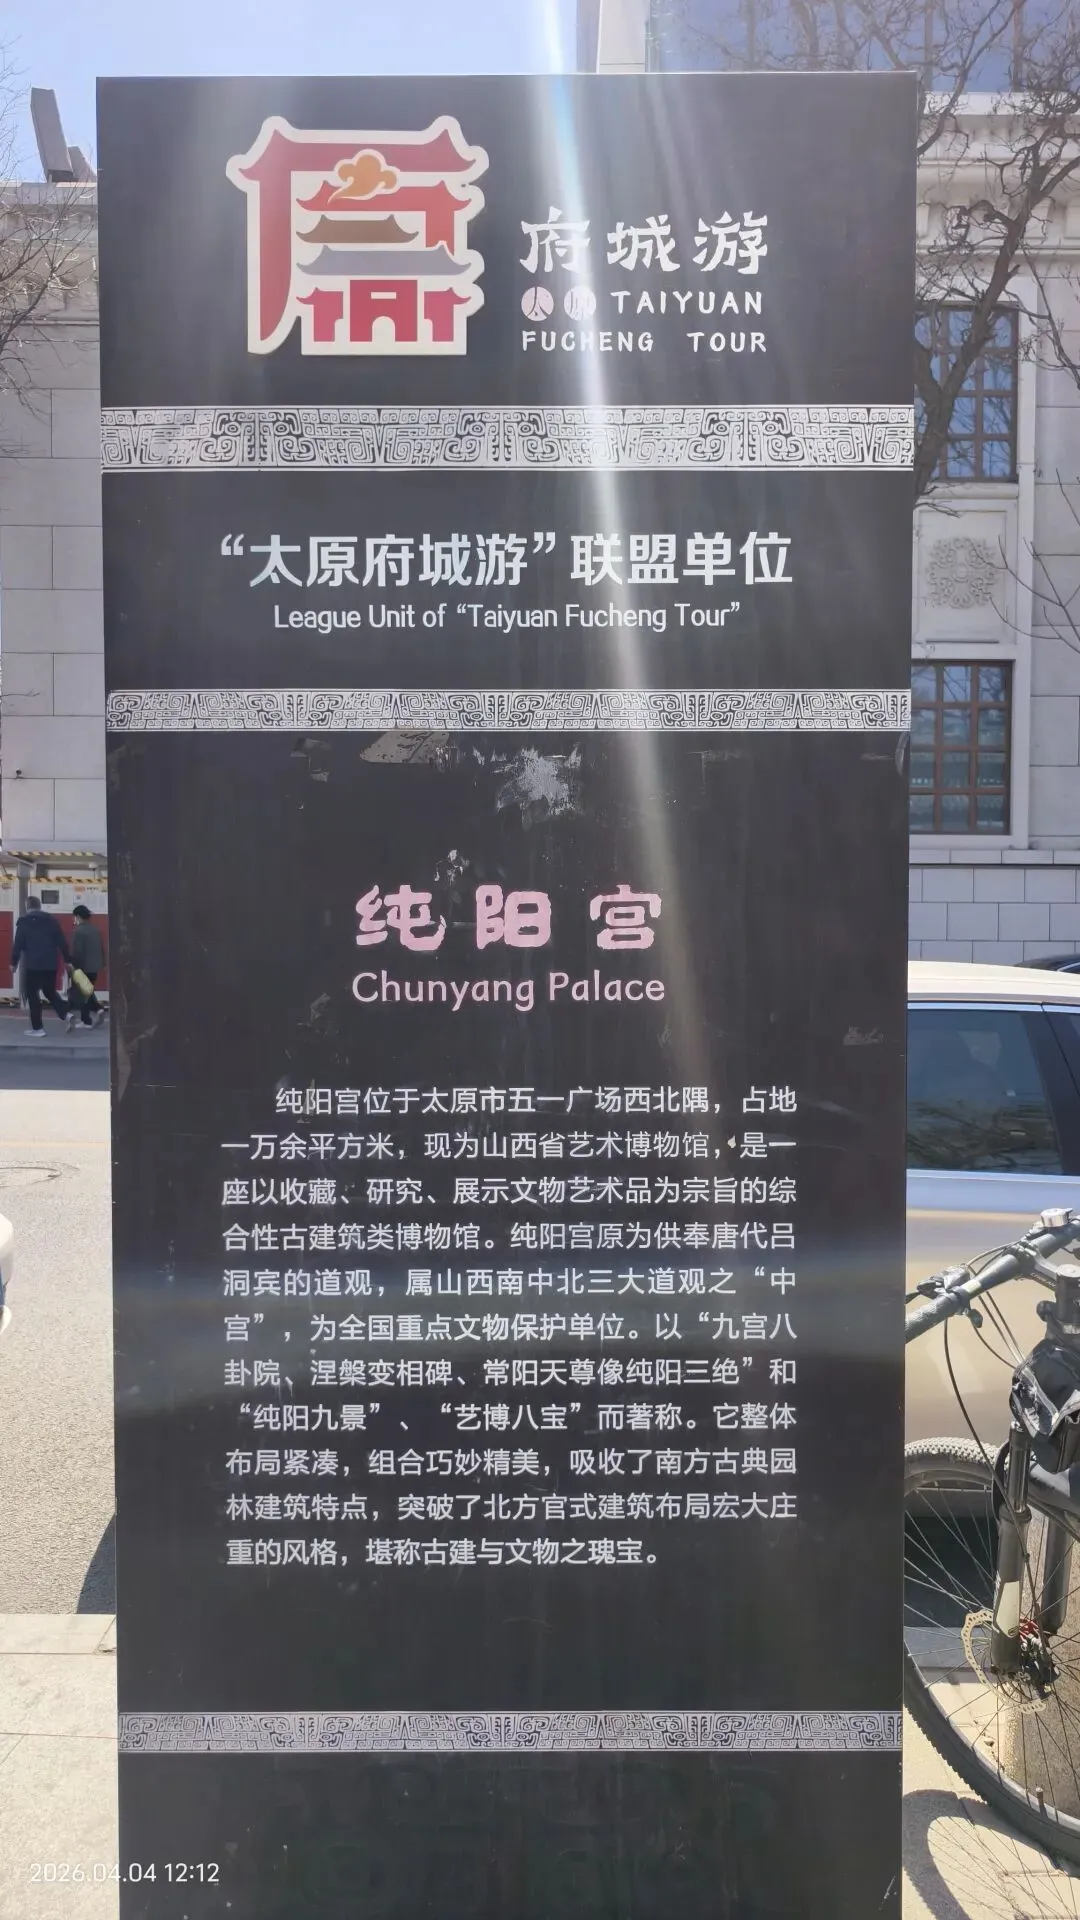 府城游
太原 TAIYUAN
FUCHENG TOUR
“太原府城游”联盟单位
League Unit of “Taiyuan Fucheng Tour”
纯阳宫
Chunyang Palace
纯阳宫位于太原市五一广场西北隅，占地
一万余平方米，现为山西省艺术博物馆，是一
座以收藏、研究、展示文物艺术品为宗旨的综
合性古建筑类博物馆。纯阳宫原为供奉唐代吕
洞宾的道观，属山西南中北三大道观之“中
宫”，为全国重点文物保护单位。以“九宫八
卦院、涅槃变相碑、常阳天尊像纯阳三绝”和
“纯阳九景”、“艺博八宝”而著称。它整体
布局紧凑，组合巧妙精美，吸收了南方古典园
林建筑特点，突破了北方官式建筑布局宏大庄
重的风格，堪称古建与文物之瑰宝。
2026.04.04 12:12